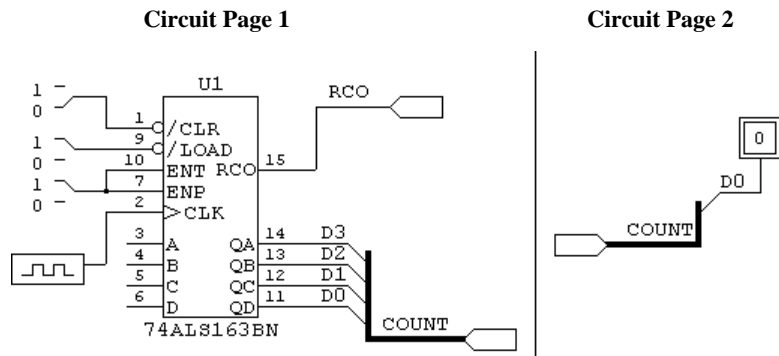 Circuit Page 1
Circuit Page 2
U1
RCO
1
0
1
/CLR
1
0
9
/LOAD
10
ENT
RCO
15
1
0
7
ENP
2
CLK
3
A
QA
14
D3
4
B
QB
13
D2
5
C
QC
12
D1
6
D
QD
11
D0
74ALS163BN
COUNT
0
D0
COUNT